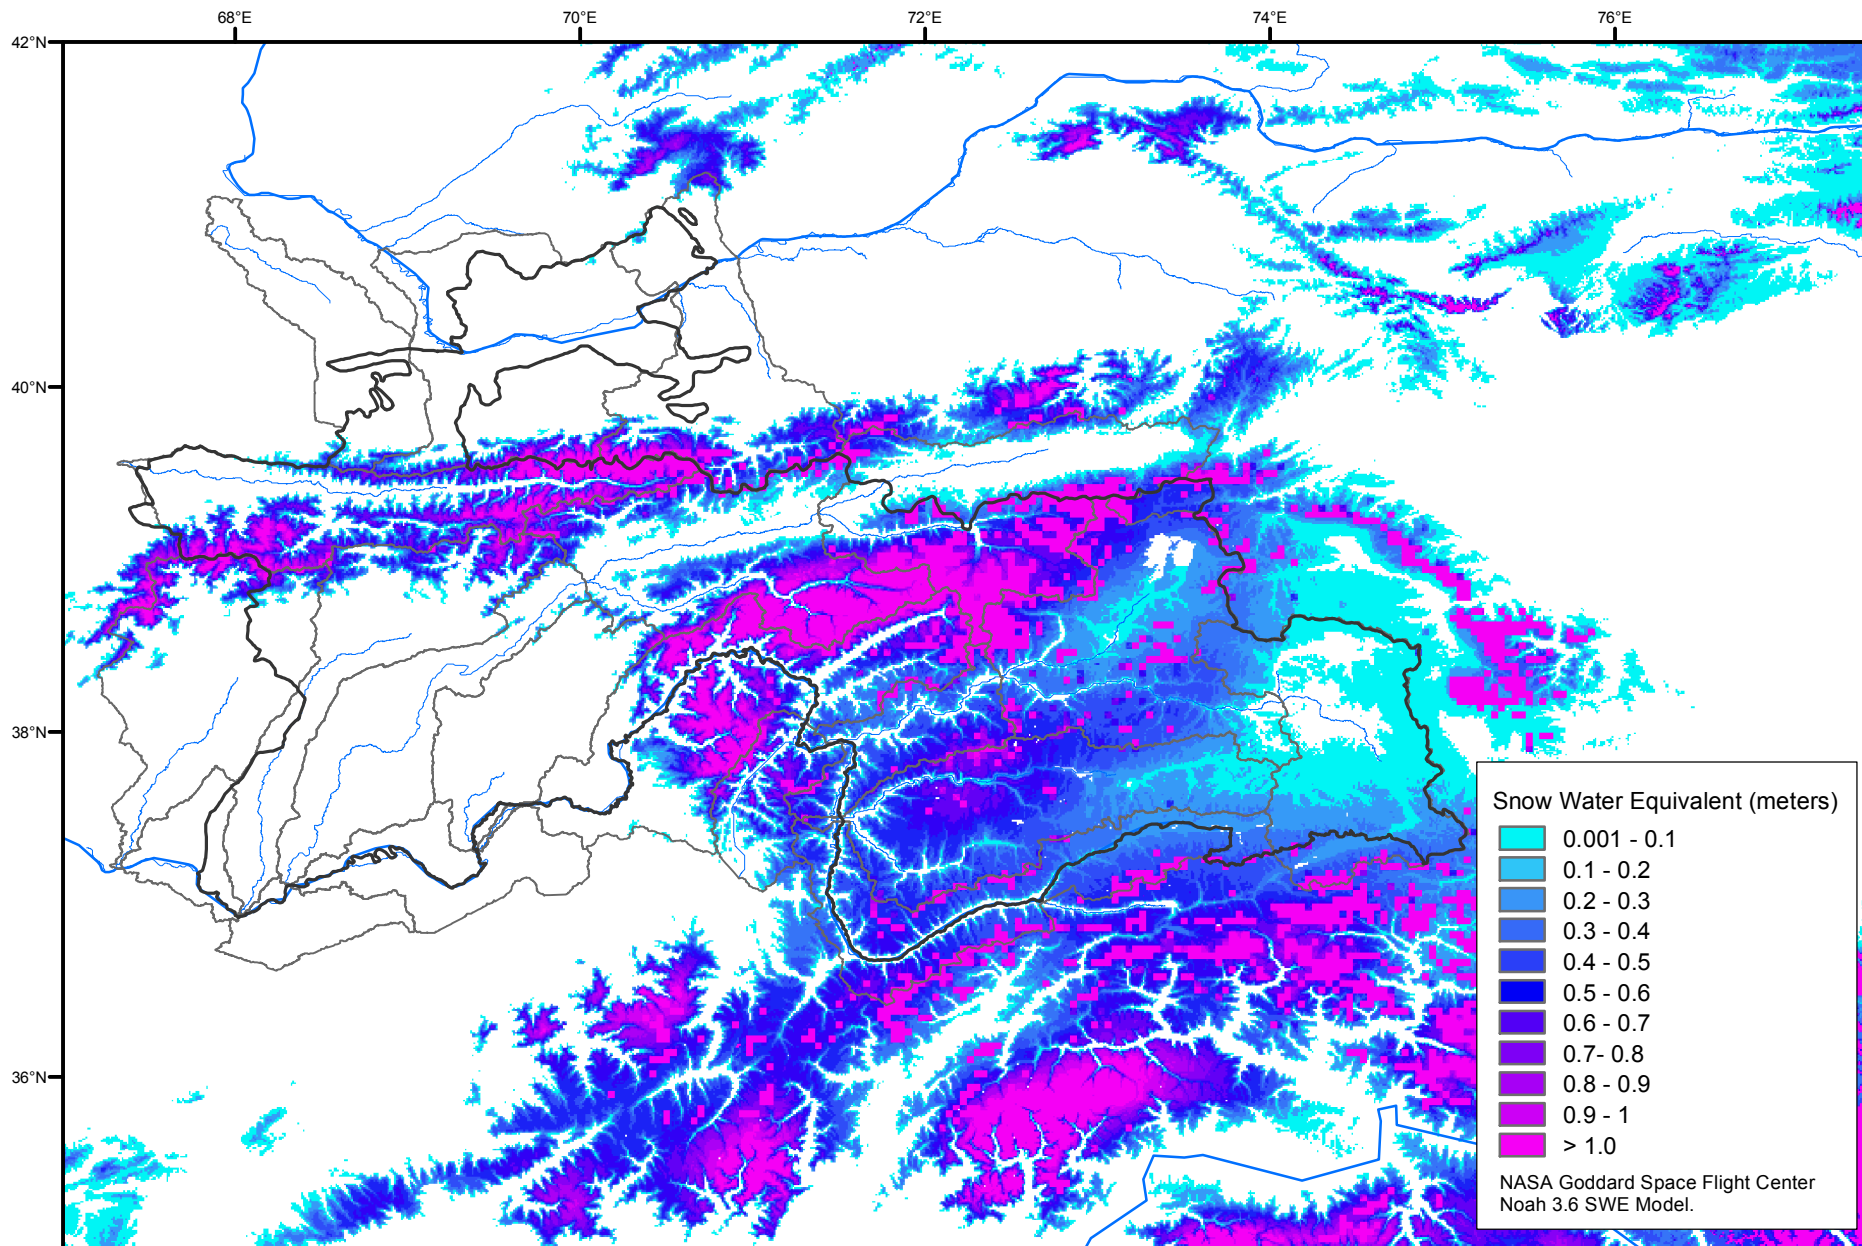 68°E
70°E
72°E
74°E
76°E
42°N
40°N
38°N
36°N
Snow Water Equivalent (meters)
0.001 - 0.1
0.1 - 0.2
0.2 - 0.3
0.3 - 0.4
0.4 - 0.5
0.5 - 0.6
0.6 - 0.7
0.7- 0.8
0.8 - 0.9
0.9 - 1
> 1.0
NASA Goddard Space Flight Center
Noah 3.6 SWE Model.